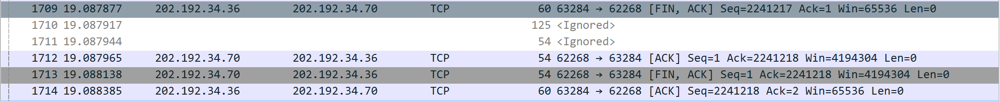 1709 19.087877 202.192.34.36 202.192.34.70 TCP 60 63284 → 62268 [FIN, ACK] Seq=2241217 Ack=1 Win=65536 Len=0
1710 19.087917 125 <Ignored>
1711 19.087944 54 <Ignored>
1712 19.087965 202.192.34.70 202.192.34.36 TCP 54 62268 → 63284 [ACK] Seq=1 Ack=2241218 Win=4194304 Len=0
1713 19.088138 202.192.34.70 202.192.34.36 TCP 54 62268 → 63284 [FIN, ACK] Seq=1 Ack=2241218 Win=4194304 Len=0
1714 19.088385 202.192.34.36 202.192.34.70 TCP 60 63284 → 62268 [ACK] Seq=2241218 Ack=2 Win=65536 Len=0